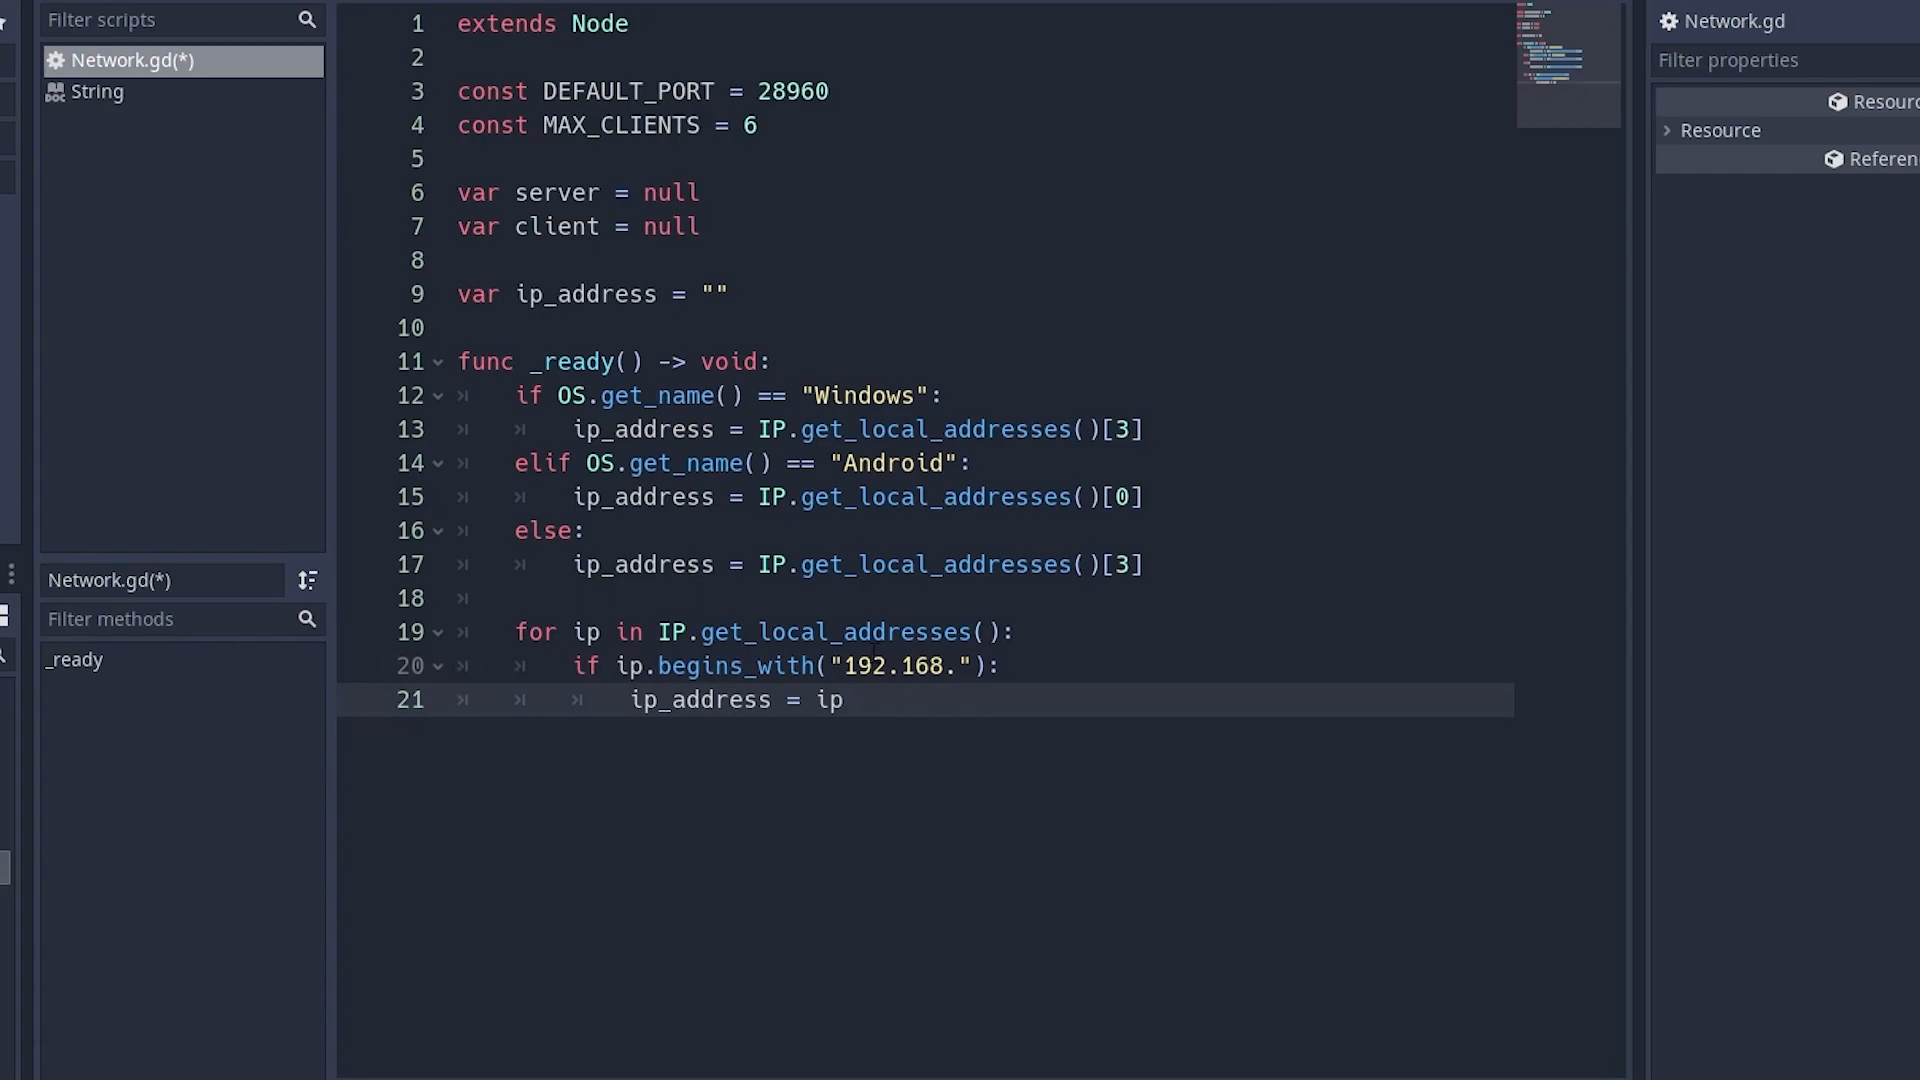 Filter scripts
Network.gd(*)
String
Network.gd(*)
Filter methods
_ready
1 extends Node
2
3 const DEFAULT_PORT = 28960
4 const MAX_CLIENTS = 6
5
6 var server = null
7 var client = null
8
9 var ip_address = ""
10
11 func _ready() -> void:
12 if OS.get_name() == "Windows":
13 ip_address = IP.get_local_addresses()[3]
14 elif OS.get_name() == "Android":
15 ip_address = IP.get_local_addresses()[0]
16 else:
17 ip_address = IP.get_local_addresses()[3]
18
19 for ip in IP.get_local_addresses():
20 if ip.begins_with("192.168."):
21 ip_address = ip
Network.gd
Filter properties
Resourc
Resource
Referen